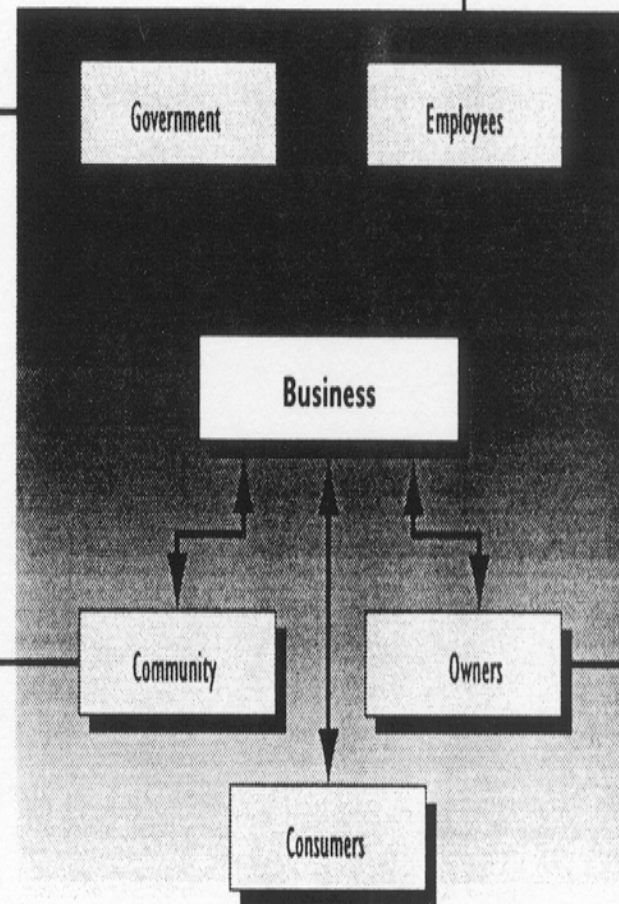 Government
Employees
Business
Community
Owners
Consumers